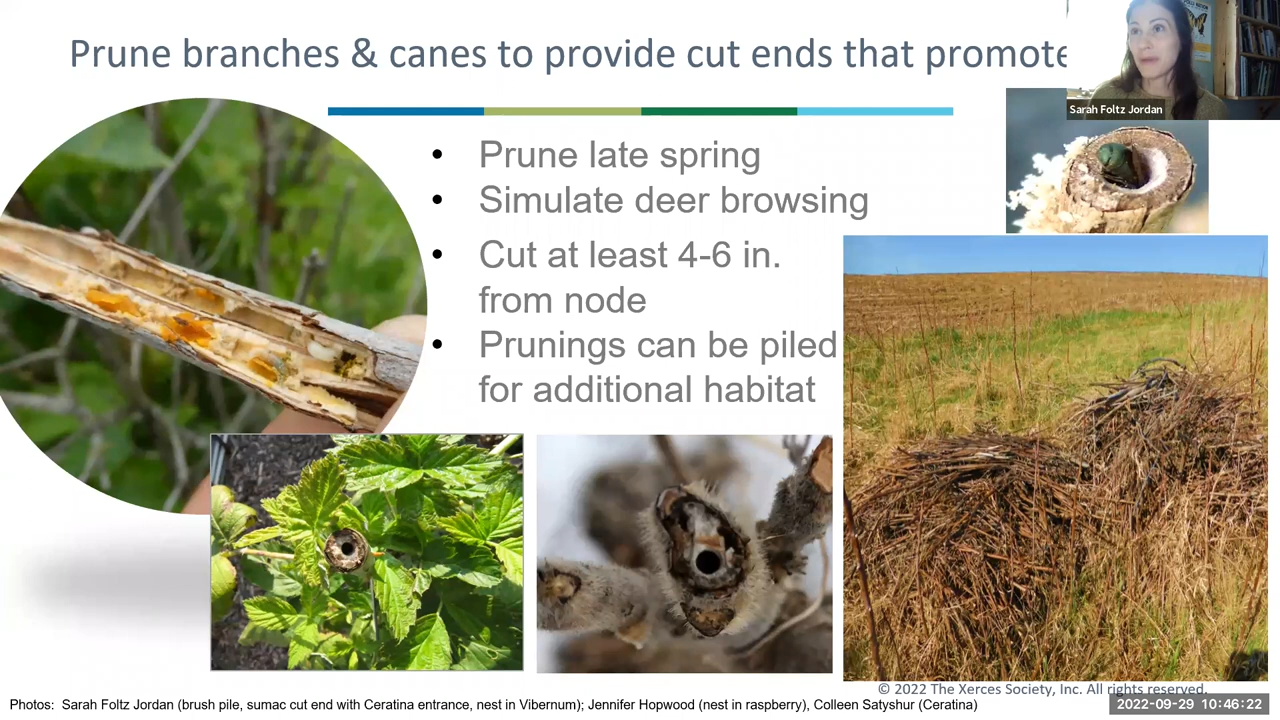 Prune branches & canes to provide cut ends that promote
Sarah Foltz Jordan
• Prune late spring
• Simulate deer browsing
• Cut at least 4-6 in.
from node
• Prunings can be piled
for additional habitat
© 2022 The Xerces Society, Inc. All rights reserved.
Photos: Sarah Foltz Jordan (brush pile, sumac cut end with Ceratina entrance, nest in Vibernum); Jennifer Hopwood (nest in raspberry), Colleen Satyshur (Ceratina)
2022-09-29 10:46:22